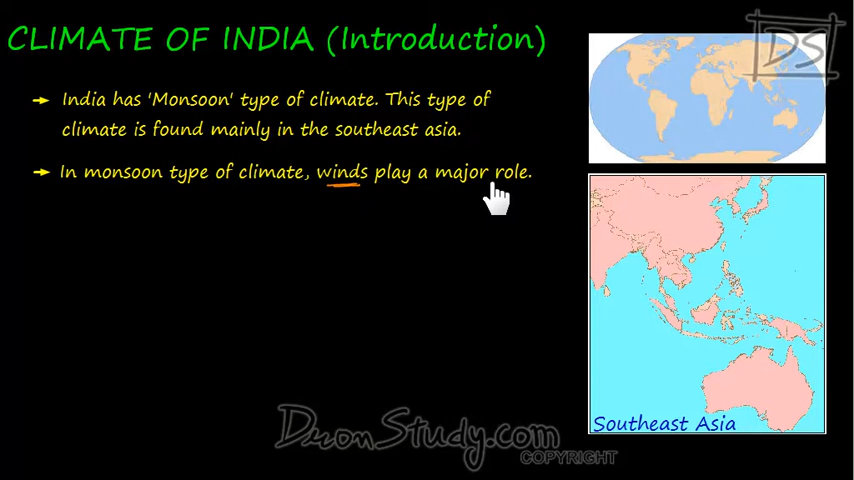 CLIMATE OF INDIA (Introduction)
DS
→ India has 'Monsoon' type of climate. This type of
climate is found mainly in the southeast asia.
→ In monsoon type of climate, winds play a major role.
Southeast Asia
DronStudy.com
COPYRIGHT